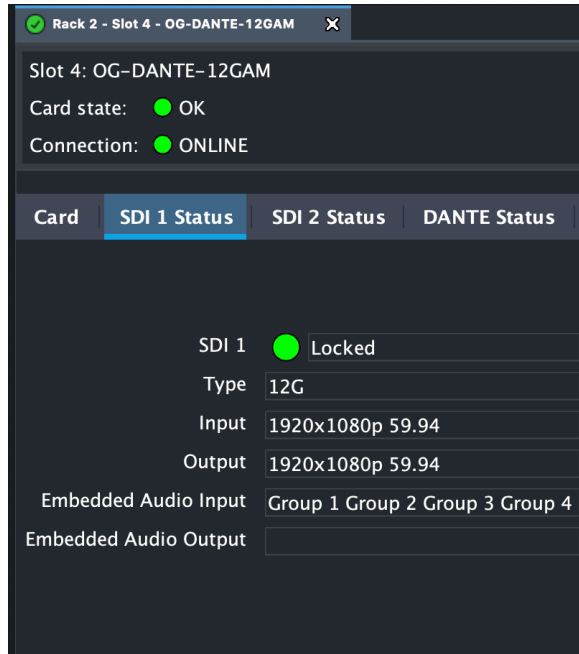 Rack 2 - Slot 4 - OG-DANTE-12GAM
Slot 4: OG-DANTE-12GAM
Card state: OK
Connection: ONLINE
Card SDI 1 Status SDI 2 Status DANTE Status
SDI 1 Locked
Type 12G
Input 1920x1080p 59.94
Output 1920x1080p 59.94
Embedded Audio Input Group 1 Group 2 Group 3 Group 4
Embedded Audio Output